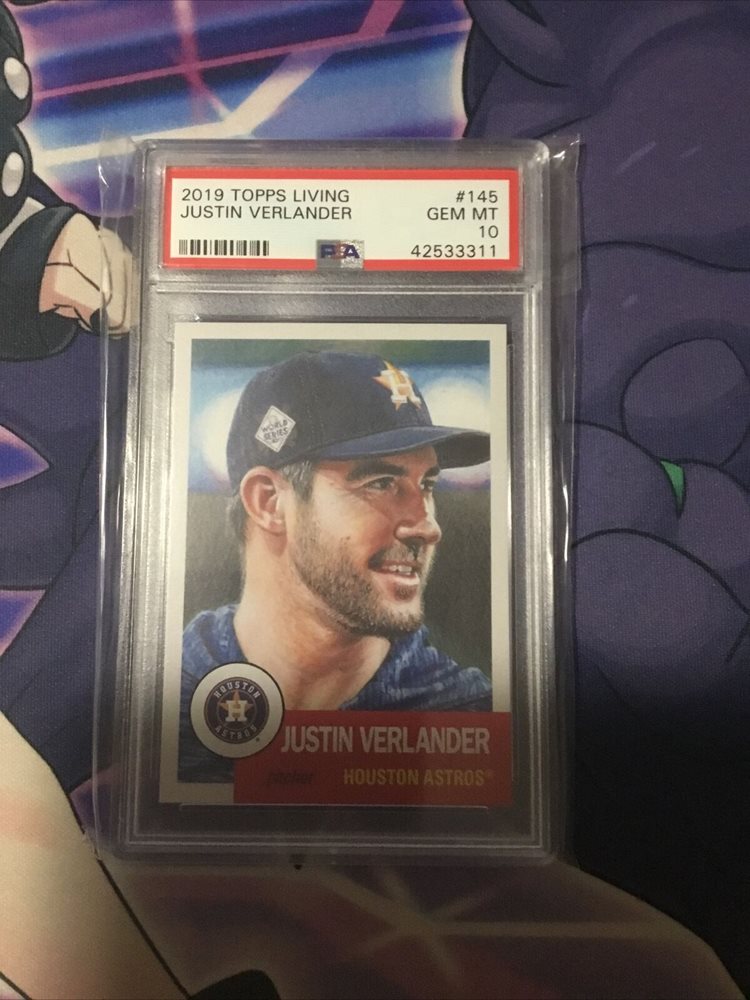 2019 TOPPS LIVING #145
JUSTIN VERLANDER GEM MT
10
PSA 42533311
H
WORLD
SERIES
HOUSTON
H
ASTROS
JUSTIN VERLANDER
pitcher HOUSTON ASTROS®